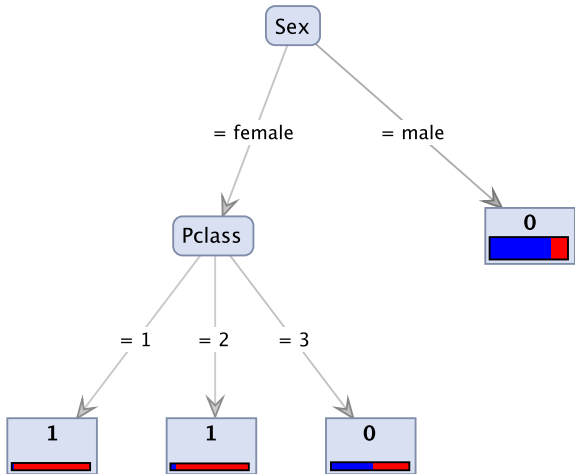 Sex
= female
= male
0
Pclass
= 1
= 2
= 3
1
1
0